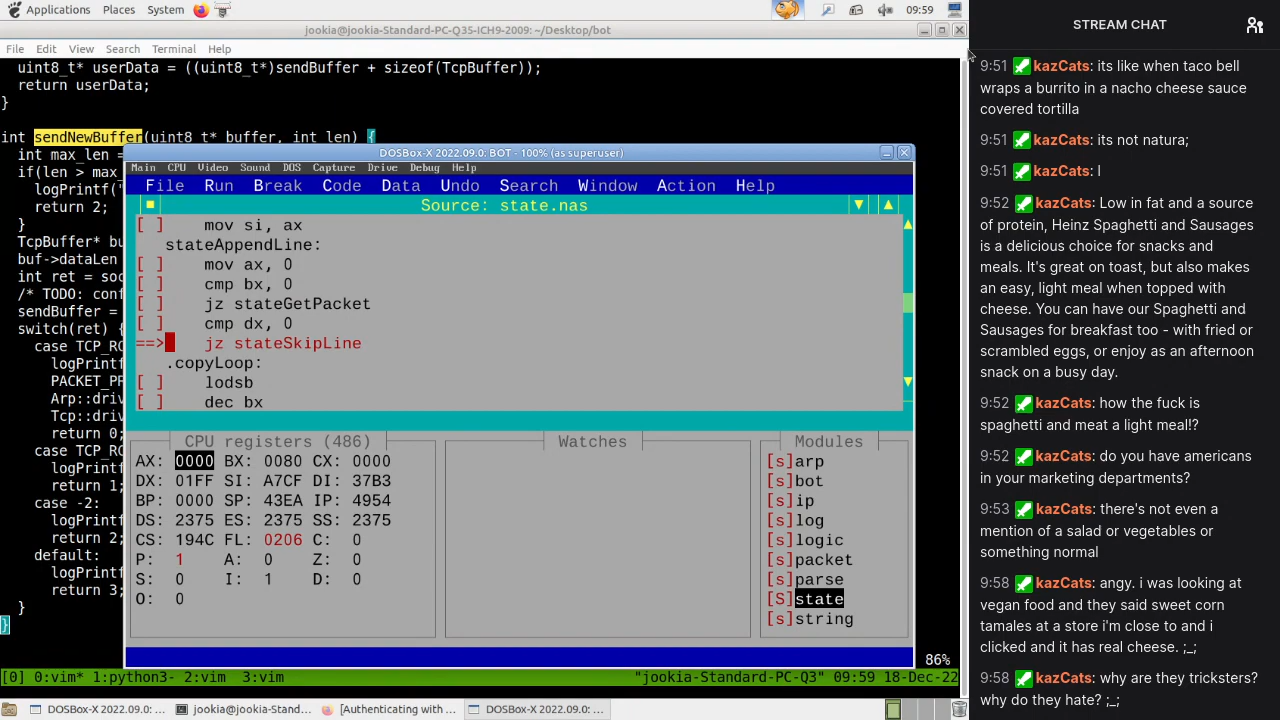 Applications Places System 09:59
jookia@jookia-Standard-PC-Q35-ICH9-2009: ~/Desktop/bot
File Edit View Search Terminal Help
uint8_t* userData = ((uint8_t*)sendBuffer + sizeof(TcpBuffer));
return userData;
}
int sendNewBuffer(uint8_t* buffer, int len) {
int max_len =
if(len > max_
logPrintf("
return 2;
}
TcpBuffer* bu
buf->dataLen
int ret = soc
/* TODO: conf
sendBuffer =
switch(ret) {
case TCP_RC
logPrintf
PACKET_PR
Arp::driv
Tcp::driv
return 0;
case TCP_RC
logPrintf
return 1;
case -2:
logPrintf
return 2;
default:
logPrintf
return 3;
}
}
DOSBox-X 2022.09.0: BOT - 100% (as superuser)
Main CPU Video Sound DOS Capture Drive Debug Help
File Run Break Code Data Undo Search Window Action Help
Source: state.nas
[ ] mov si, ax
stateAppendLine:
[ ] mov ax, 0
[ ] cmp bx, 0
[ ] jz stateGetPacket
[ ] cmp dx, 0
==> jz stateSkipLine
.copyLoop:
[ ] lodsb
[ ] dec bx
CPU registers (486)
AX: 0000 BX: 0080 CX: 0000
DX: 01FF SI: A7CF DI: 37B3
BP: 0000 SP: 43EA IP: 4954
DS: 2375 ES: 2375 SS: 2375
CS: 194C FL: 0206 C: 0
P: 1 A: 0 Z: 0
S: 0 I: 1 D: 0
O: 0
Watches
Modules
[s]arp
[s]bot
[s]ip
[s]log
[s]logic
[s]packet
[s]parse
[S]state
[s]string
86%
[0] 0:vim* 1:python3- 2:vim 3:vim "jookia-Standard-PC-Q3" 09:59 18-Dec-22
DOSBox-X 2022.09.0: ... jookia@jookia-Stand... [Authenticating with ... DOSBox-X 2022.09.0: ...
STREAM CHAT
9:51 kazCats: its like when taco bell
wraps a burrito in a nacho cheese sauce
covered tortilla
9:51 kazCats: its not natura;
9:51 kazCats: l
9:52 kazCats: Low in fat and a source
of protein, Heinz Spaghetti and Sausages
is a delicious choice for snacks and
meals. It's great on toast, but also makes
an easy, light meal when topped with
cheese. You can have our Spaghetti and
Sausages for breakfast too - with fried or
scrambled eggs, or enjoy as an afternoon
snack on a busy day.
9:52 kazCats: how the fuck is
spaghetti and meat a light meal!?
9:52 kazCats: do you have americans
in your marketing departments?
9:53 kazCats: there's not even a
mention of a salad or vegetables or
something normal
9:58 kazCats: angry. i was looking at
vegan food and they said sweet corn
tamales at a store i'm close to and i
clicked and it has real cheese. ;_;
9:58 kazCats: why are they tricksters?
why do they hate? ;_;